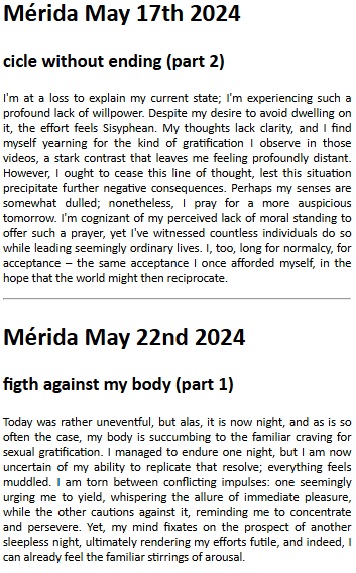 Mérida May 17th 2024
cicle without ending (part 2)
I'm at a loss to explain my current state; I'm experiencing such a
profound lack of willpower. Despite my desire to avoid dwelling on
it, the effort feels Sisyphean. My thoughts lack clarity, and I find
myself yearning for the kind of gratification I observe in those
videos, a stark contrast that leaves me feeling profoundly distant.
However, I ought to cease this line of thought, lest this situation
precipitate further negative consequences. Perhaps my senses are
somewhat dulled; nonetheless, I pray for a more auspicious
tomorrow. I'm cognizant of my perceived lack of moral standing to
offer such a prayer, yet I've witnessed countless individuals do so
while leading seemingly ordinary lives. I, too, long for normalcy, for
acceptance – the same acceptance I once afforded myself, in the
hope that the world might then reciprocate.
Mérida May 22nd 2024
figth against my body (part 1)
Today was rather uneventful, but alas, it is now night, and as is so
often the case, my body is succumbing to the familiar craving for
sexual gratification. I managed to endure one night, but I am now
uncertain of my ability to replicate that resolve; everything feels
muddled. I am torn between conflicting impulses: one seemingly
urging me to yield, whispering the allure of immediate pleasure,
while the other cautions against it, reminding me to concentrate
and persevere. Yet, my mind fixates on the prospect of another
sleepless night, ultimately rendering my efforts futile, and indeed, I
can already feel the familiar stirrings of arousal.